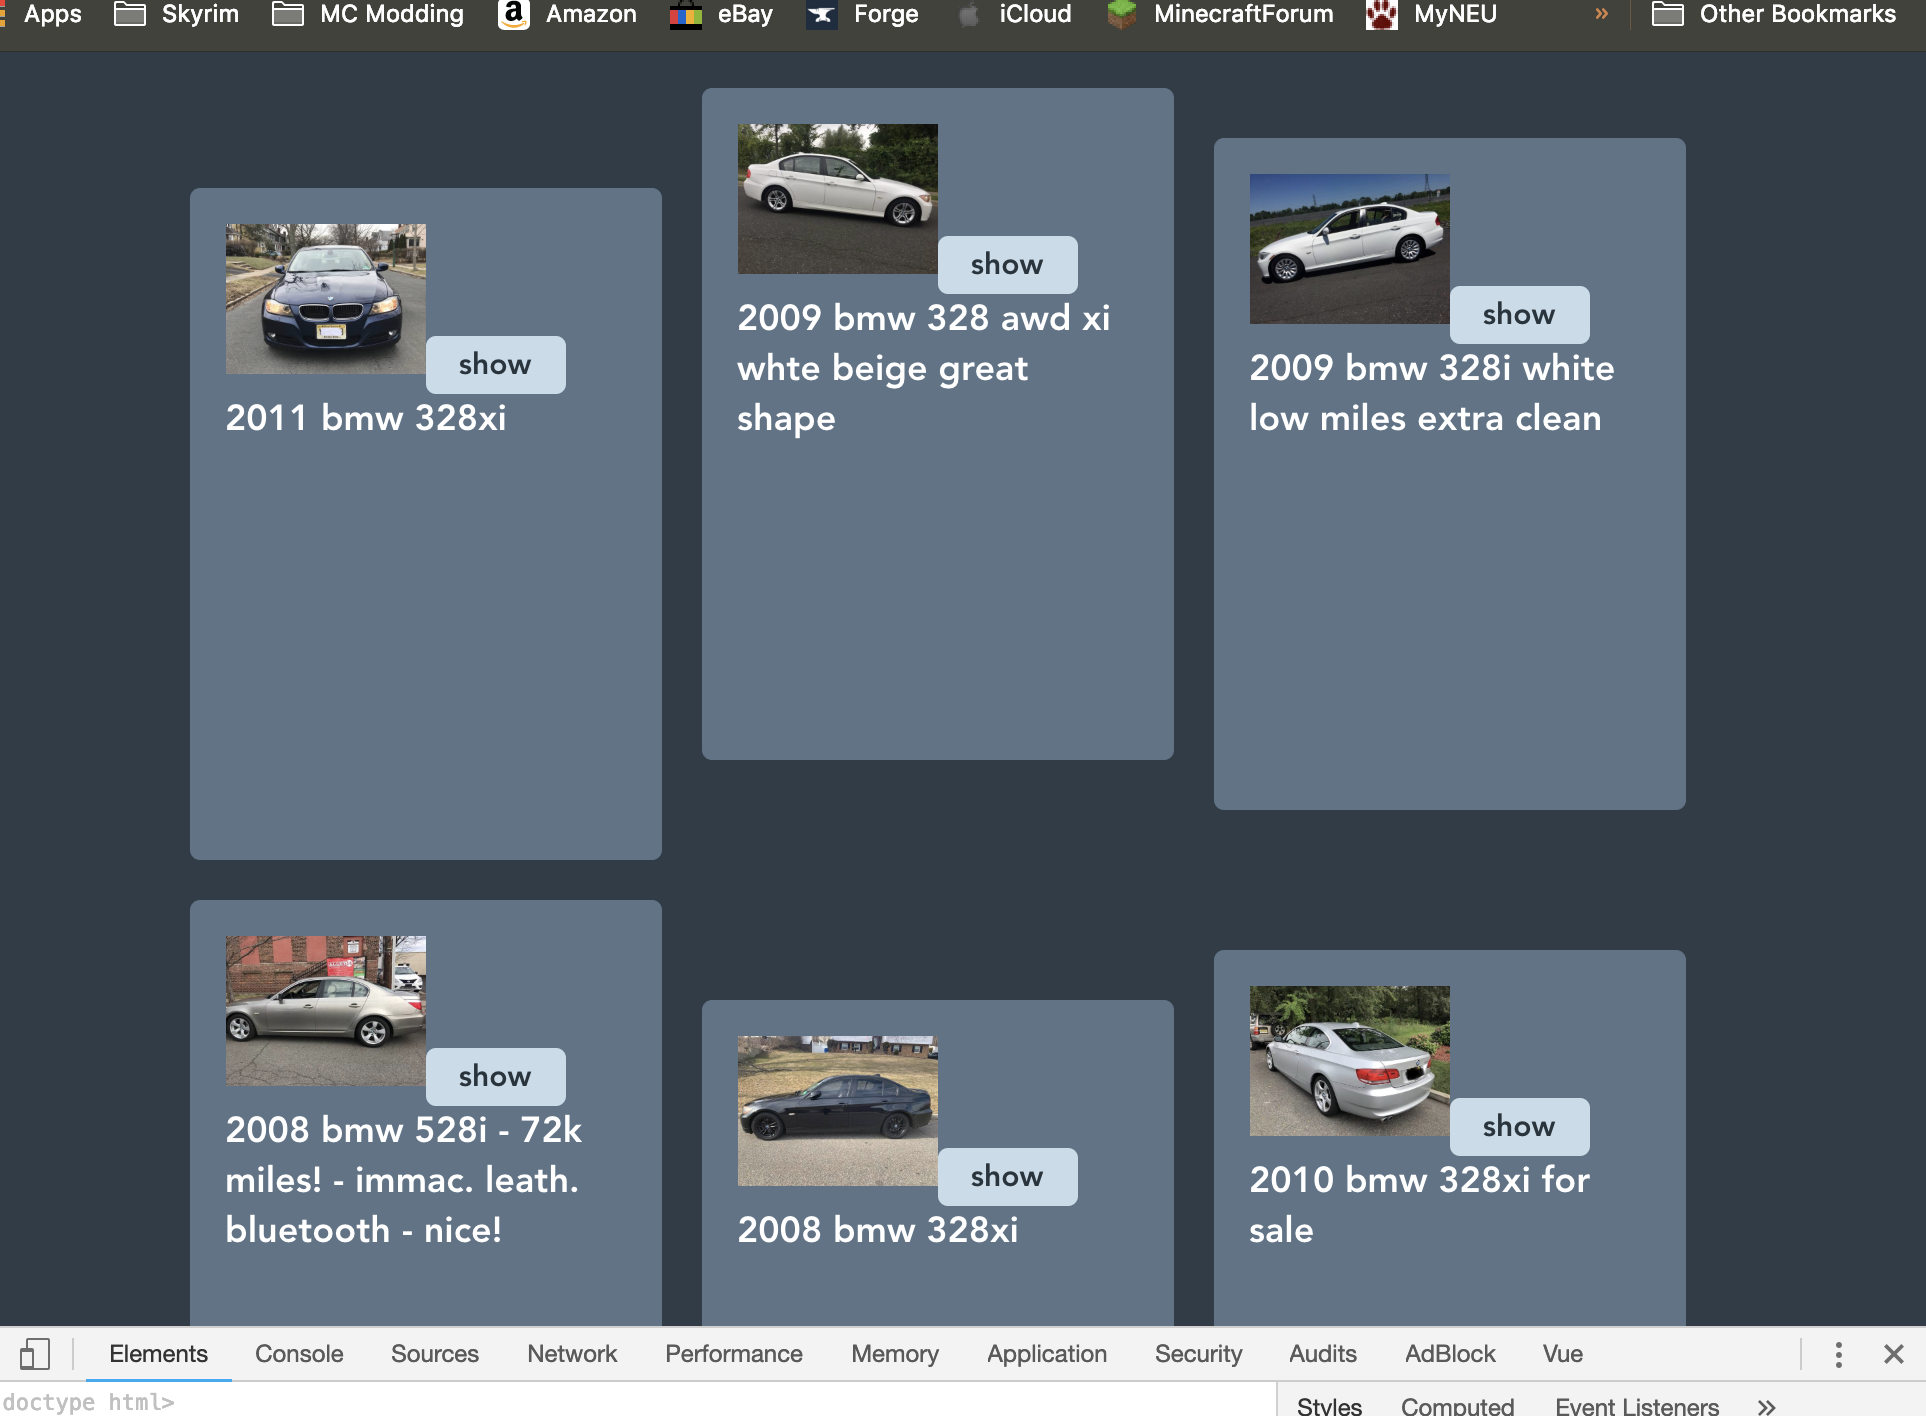 Apps Skyrim MC Modding Amazon eBay Forge iCloud MinecraftForum MyNEU » Other Bookmarks
show
2011 bmw 328xi
show
2009 bmw 328 awd xi
whte beige great
shape
show
2009 bmw 328i white
low miles extra clean
show
2008 bmw 528i - 72k
miles! - immac. leath.
bluetooth - nice!
show
2008 bmw 328xi
show
2010 bmw 328xi for
sale
Elements Console Sources Network Performance Memory Application Security Audits AdBlock Vue
doctype html>
Styles Computed Event Listeners »